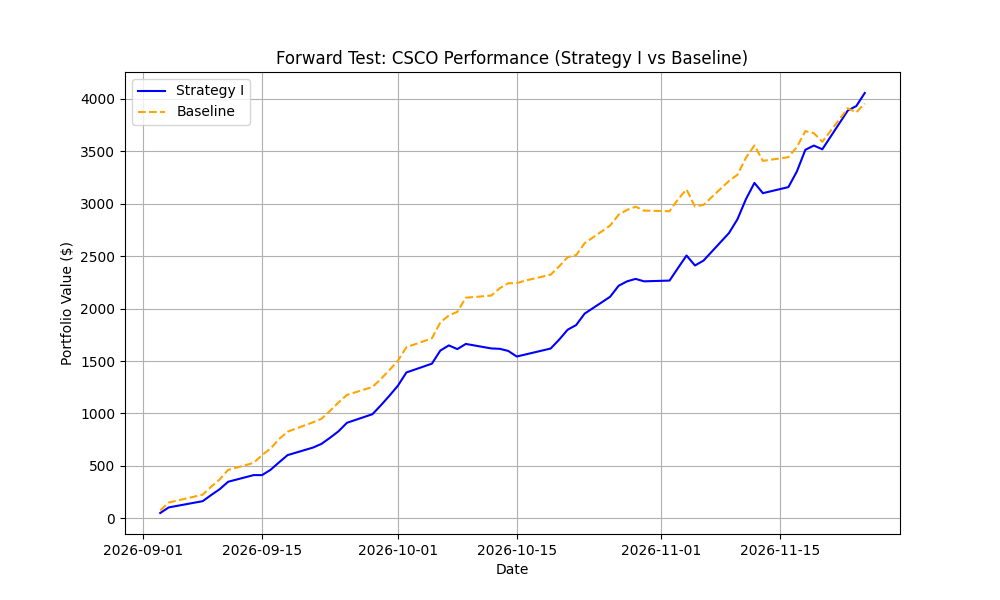 Forward Test: CSCO Performance (Strategy I vs Baseline)
Strategy I
Baseline
Portfolio Value ($)
4000
3500
3000
2500
2000
1500
1000
500
0
2026-09-01 2026-09-15 2026-10-01 2026-10-15 2026-11-01 2026-11-15
Date